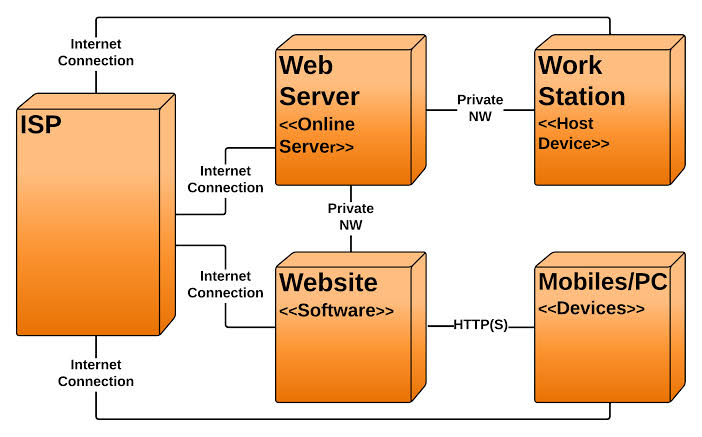 Internet
Connection
Web
Server
<<Online
Server>>
Work
Station
<<Host
Device>>
Private
NW
ISP
Internet
Connection
Private
NW
Internet
Connection
Website
<<Software>>
Mobiles/PC
<<Devices>>
HTTP(S)
Internet
Connection